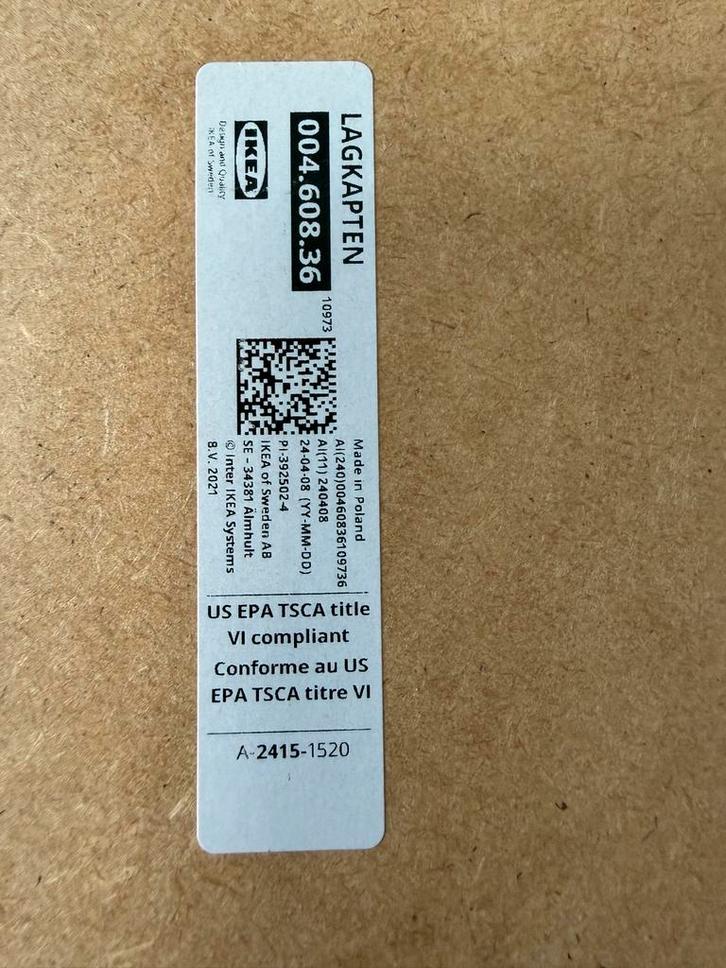 LAGKAPTEN
004.608.36
10973
IKEA
Design and Quality
IKEA of Sweden
Made in Poland
AI(240)00460836109736
AI(11) 240408
24-04-08 (YY-MM-DD)
PI-392502-4
IKEA of Sweden AB
SE - 34381 Älmhult
© Inter IKEA Systems
B.V. 2021
US EPA TSCA title
VI compliant
Conforme au US
EPA TSCA titre VI
A-2415-1520